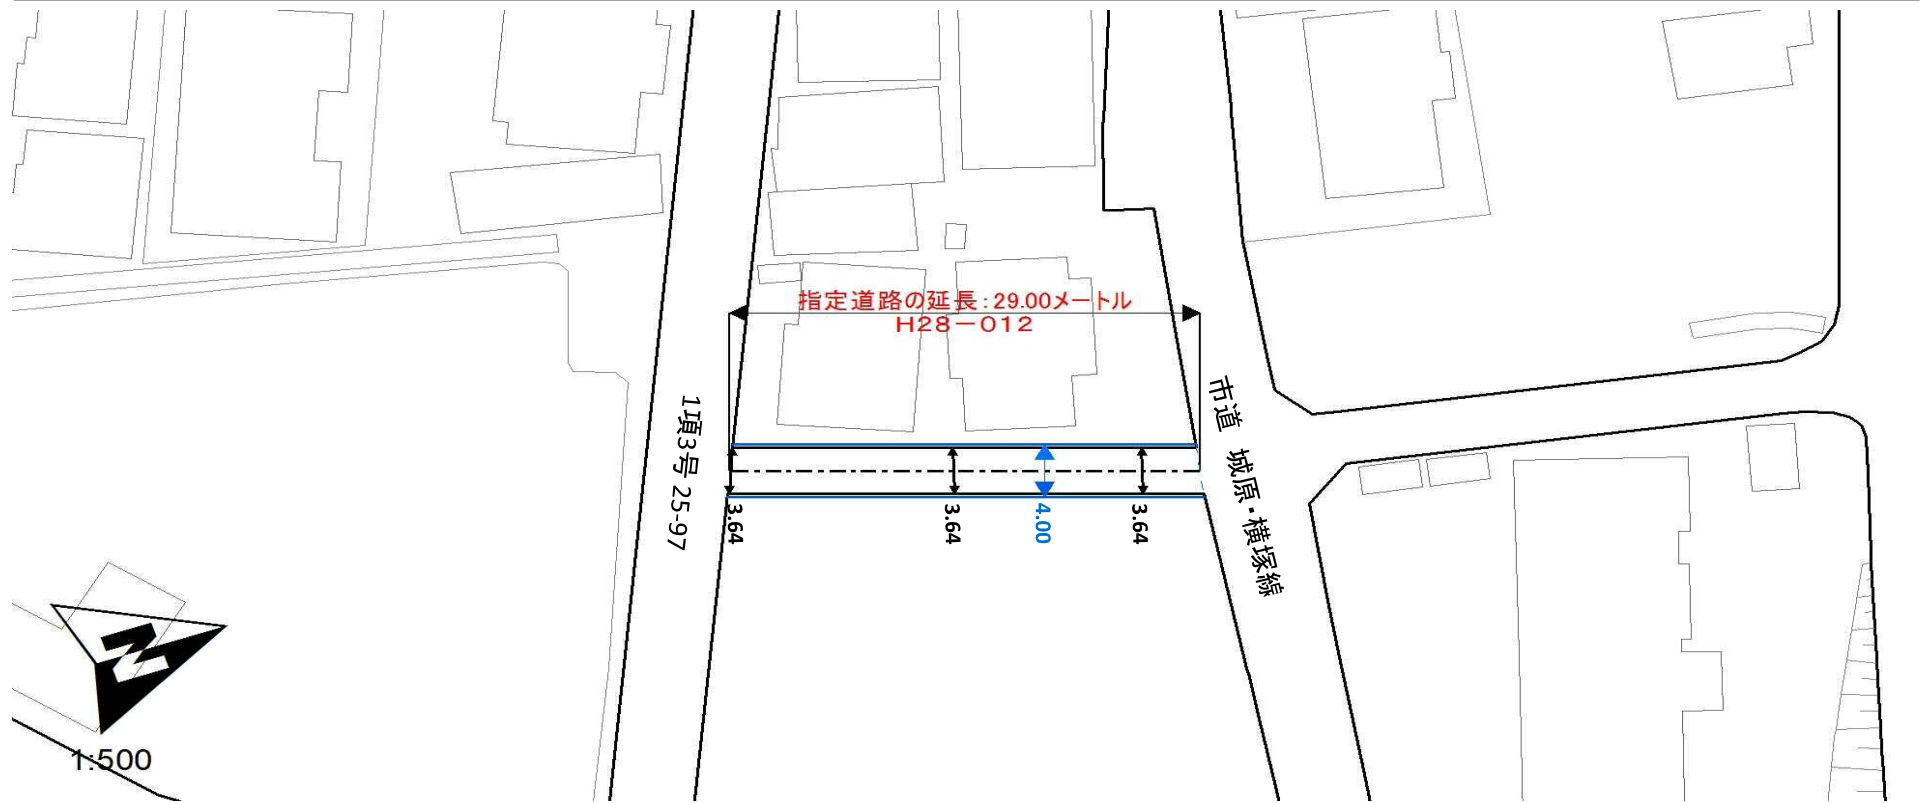 指定道路の延長:29.00メートル
H28-012
1項3号 25-97
市道 城原・横塚線
3.64
3.64
4.00
3.64
N
1:500